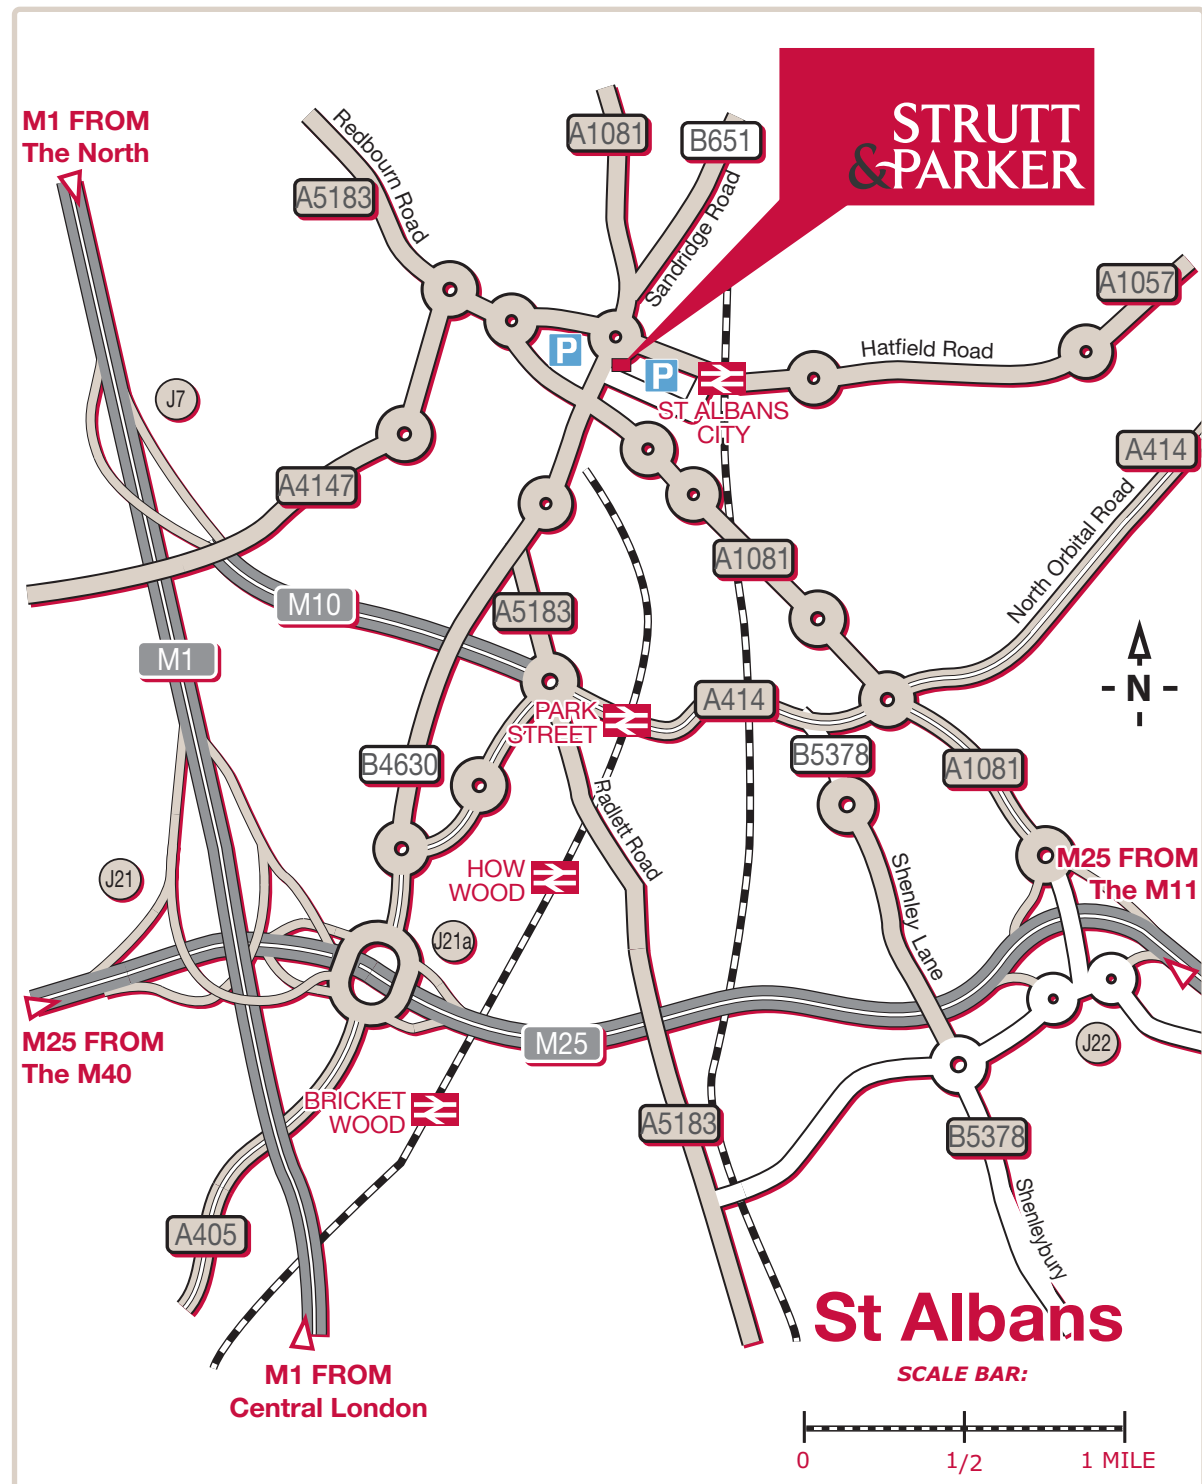 M1 FROM
The North
Redbourn Road
A5183
A1081
B651
Sandridge Road
STRUTT
&PARKER
A1057
Hatfield Road
P
P
ST ALBANS
CITY
J7
A4147
A414
North Orbital Road
A1081
M10
A5183
M1
N
A414
PARK
STREET
B4630
B5378
A1081
Radlett Road
HOW
WOOD
Shenley Lane
M25 FROM
The M11
J21
J21a
M25 FROM
The M40
M25
J22
BRICKET
WOOD
A5183
B5378
Shenleybury
A405
St Albans
SCALE BAR:
M1 FROM
Central London
0 1/2 1 MILE